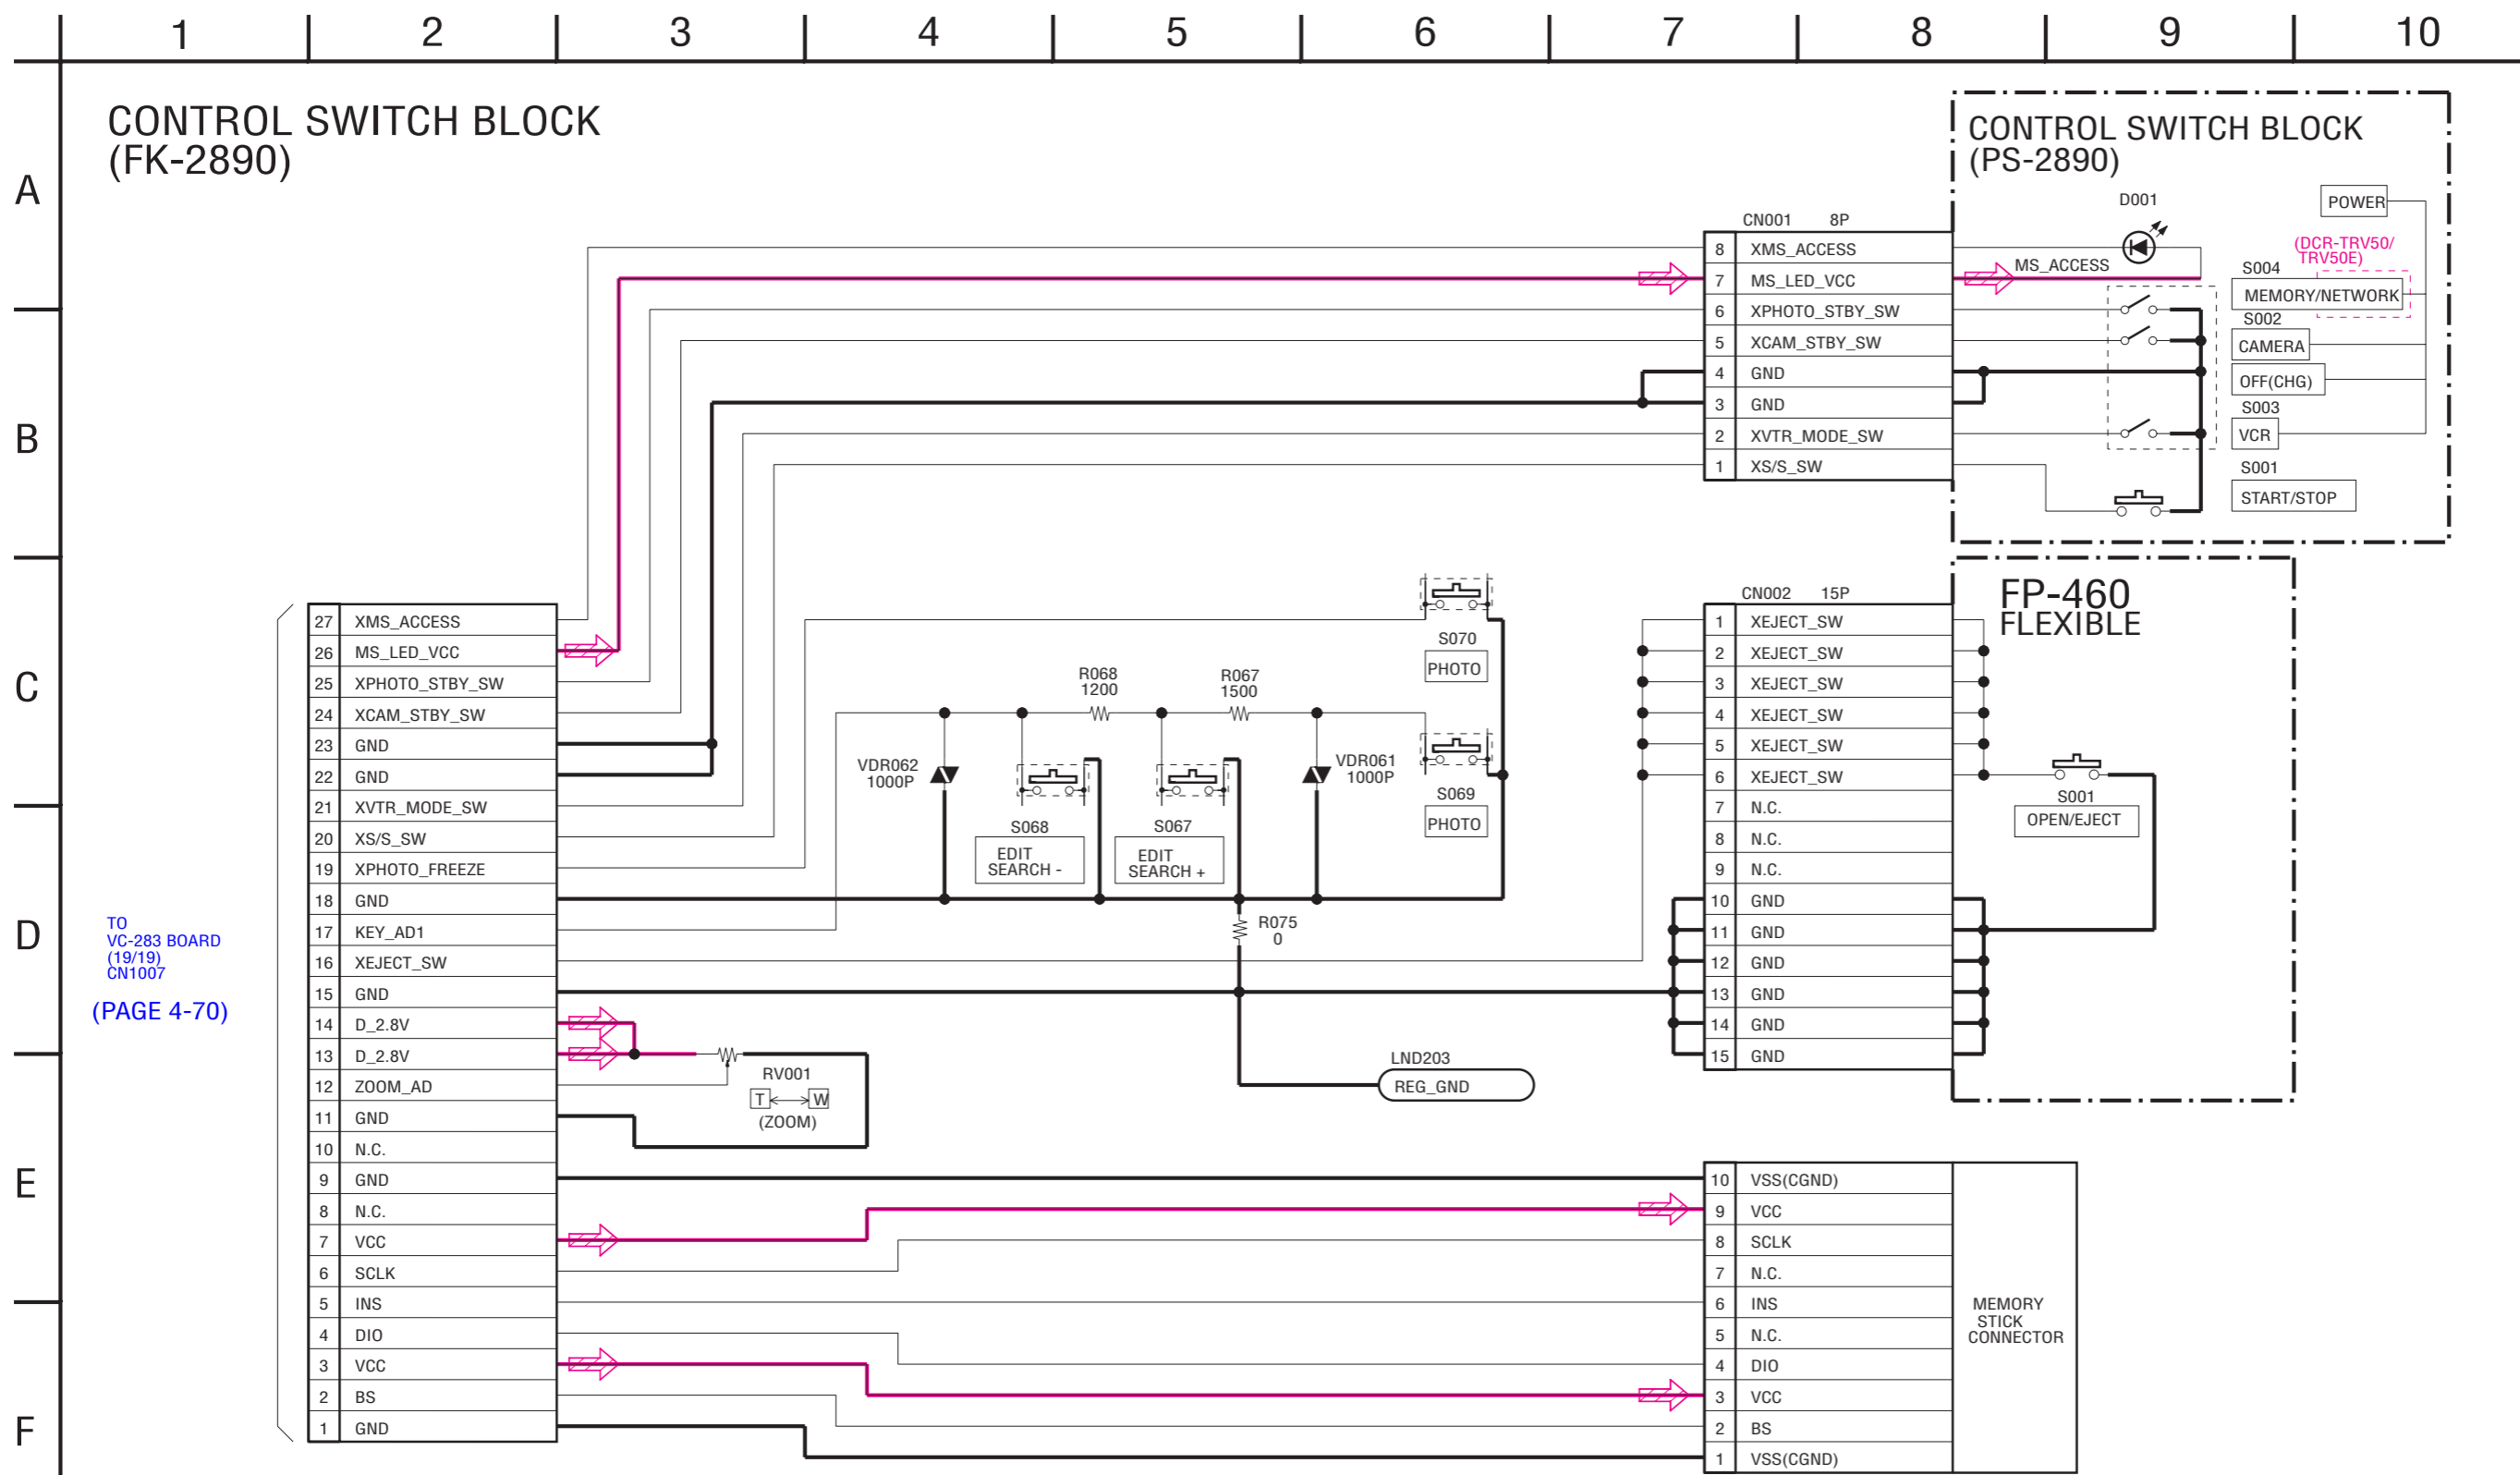 1 2 3 4 5 6 7 8 9 10
A
B
C
D
E
F
CONTROL SWITCH BLOCK
(FK-2890)
CONTROL SWITCH BLOCK
(PS-2890)
D001
POWER
(DCR-TRV50/
TRV50E)
MS_ACCESS
S004
MEMORY/NETWORK
S002
CAMERA
OFF(CHG)
S003
VCR
S001
START/STOP
CN001 8P
8 XMS_ACCESS
7 MS_LED_VCC
6 XPHOTO_STBY_SW
5 XCAM_STBY_SW
4 GND
3 GND
2 XVTR_MODE_SW
1 XS/S_SW
27 XMS_ACCESS
26 MS_LED_VCC
25 XPHOTO_STBY_SW
24 XCAM_STBY_SW
23 GND
22 GND
21 XVTR_MODE_SW
20 XS/S_SW
19 XPHOTO_FREEZE
18 GND
17 KEY_AD1
16 XEJECT_SW
15 GND
14 D_2.8V
13 D_2.8V
12 ZOOM_AD
11 GND
10 N.C.
9 GND
8 N.C.
7 VCC
6 SCLK
5 INS
4 DIO
3 VCC
2 BS
1 GND
TO
VC-283 BOARD
(19/19)
CN1007
(PAGE 4-70)
S070
PHOTO
R068
1200
R067
1500
VDR062
1000P
VDR061
1000P
S069
PHOTO
S068
EDIT
SEARCH -
S067
EDIT
SEARCH +
R075
0
RV001
T W
(ZOOM)
LND203
REG_GND
CN002 15P
1 XEJECT_SW
2 XEJECT_SW
3 XEJECT_SW
4 XEJECT_SW
5 XEJECT_SW
6 XEJECT_SW
7 N.C.
8 N.C.
9 N.C.
10 GND
11 GND
12 GND
13 GND
14 GND
15 GND
FP-460
FLEXIBLE
S001
OPEN/EJECT
10 VSS(CGND)
9 VCC
8 SCLK
7 N.C.
6 INS
5 N.C.
4 DIO
3 VCC
2 BS
1 VSS(CGND)
MEMORY
STICK
CONNECTOR